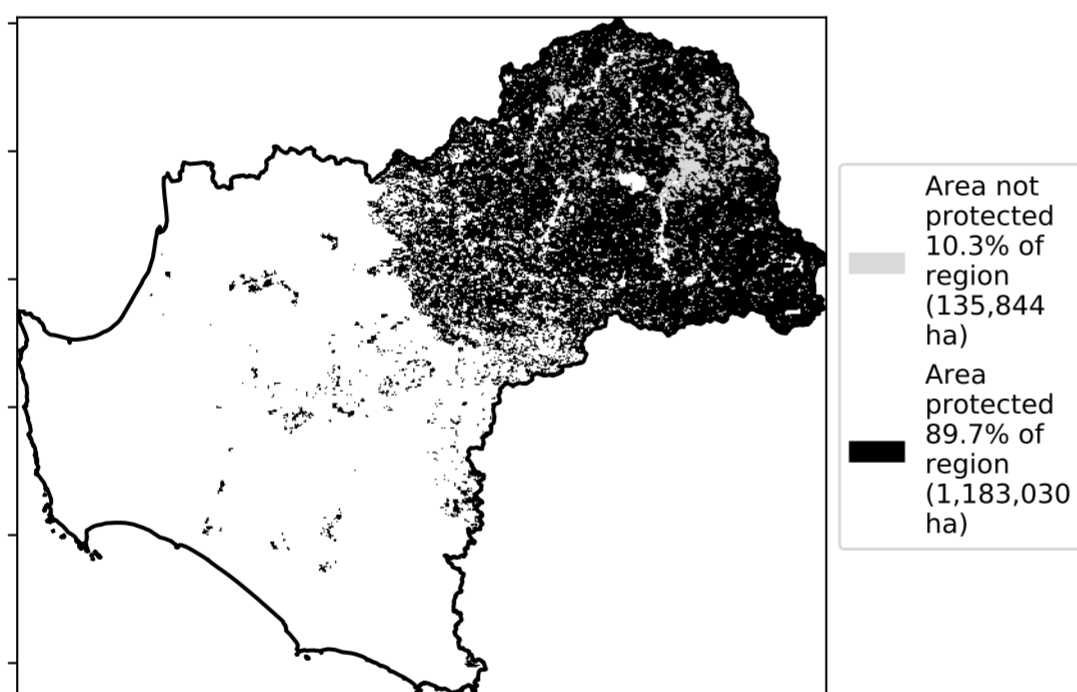 Area not
protected
10.3% of
region
(135,844
ha)
Area
protected
89.7% of
region
(1,183,030
ha)